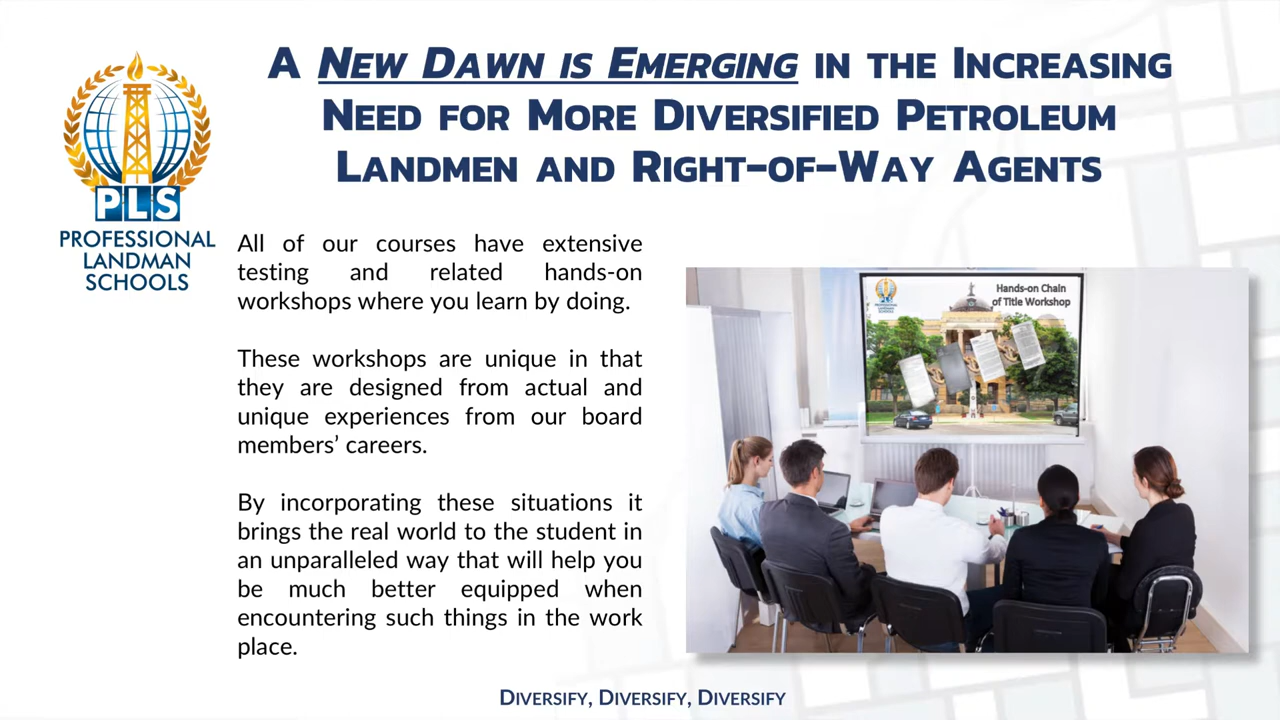 A New Dawn is Emerging in the Increasing
Need for More Diversified Petroleum
Landmen and Right-of-Way Agents
PLS
PROFESSIONAL
LANDMAN
SCHOOLS
All of our courses have extensive
testing and related hands-on
workshops where you learn by doing.
These workshops are unique in that
they are designed from actual and
unique experiences from our board
members’ careers.
By incorporating these situations it
brings the real world to the student in
an unparalleled way that will help you
be much better equipped when
encountering such things in the work
place.
PLS
PROFESSIONAL
LANDMAN
SCHOOLS
Hands-on Chain
of Title Workshop
Diversify, Diversify, Diversify